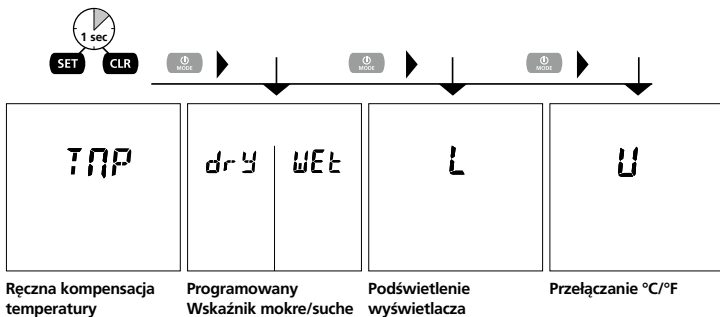 1 sec
SET CLR MODE MODE MODE
TMP dry WEt L U
Ręczna kompensacja temperatury
Programowany Wskaźnik mokre/suche
Podświetlenie wyświetlacza
Przełączanie °C/°F